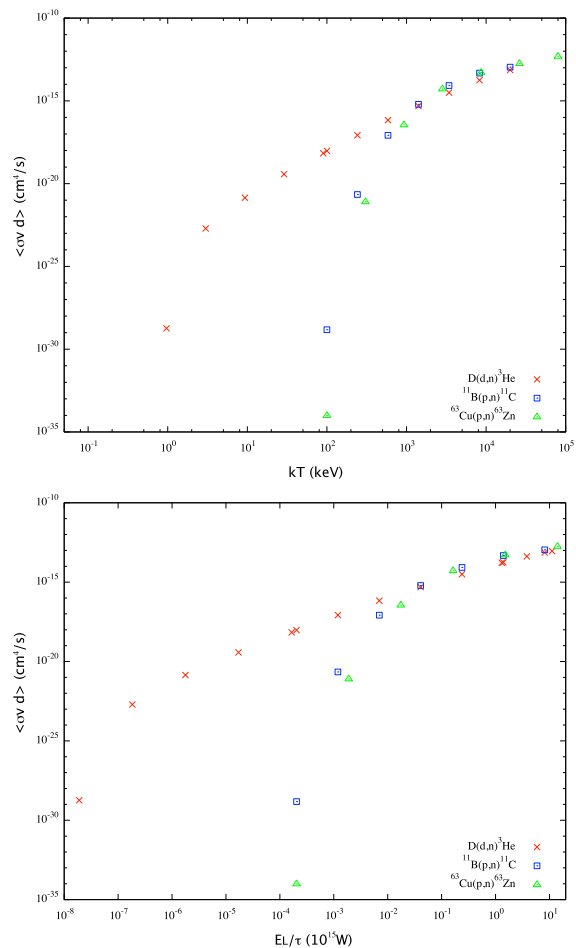 10⁻¹⁰
10⁻¹⁵
10⁻²⁰
10⁻²⁵
10⁻³⁰
10⁻³⁵
<σv d> (cm⁴/s)
D(d,n)³He
¹¹B(p,n)¹¹C
⁶³Cu(p,n)⁶³Zn
10⁻¹ 10⁰ 10¹ 10² 10³ 10⁴ 10⁵
kT (keV)
10⁻¹⁰
10⁻¹⁵
10⁻²⁰
10⁻²⁵
10⁻³⁰
10⁻³⁵
<σv d> (cm⁴/s)
D(d,n)³He
¹¹B(p,n)¹¹C
⁶³Cu(p,n)⁶³Zn
10⁻⁸ 10⁻⁷ 10⁻⁶ 10⁻⁵ 10⁻⁴ 10⁻³ 10⁻² 10⁻¹ 10⁰ 10¹
EL/τ (10¹⁵W)